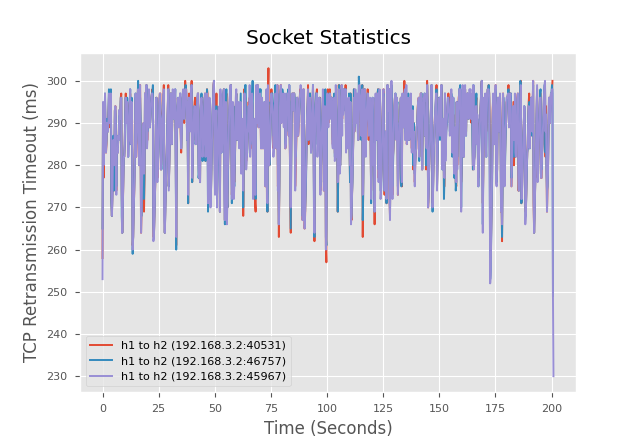 Socket Statistics
TCP Retransmission Timeout (ms)
300
290
280
270
260
250
240
230
h1 to h2 (192.168.3.2:40531)
h1 to h2 (192.168.3.2:46757)
h1 to h2 (192.168.3.2:45967)
0 25 50 75 100 125 150 175 200
Time (Seconds)